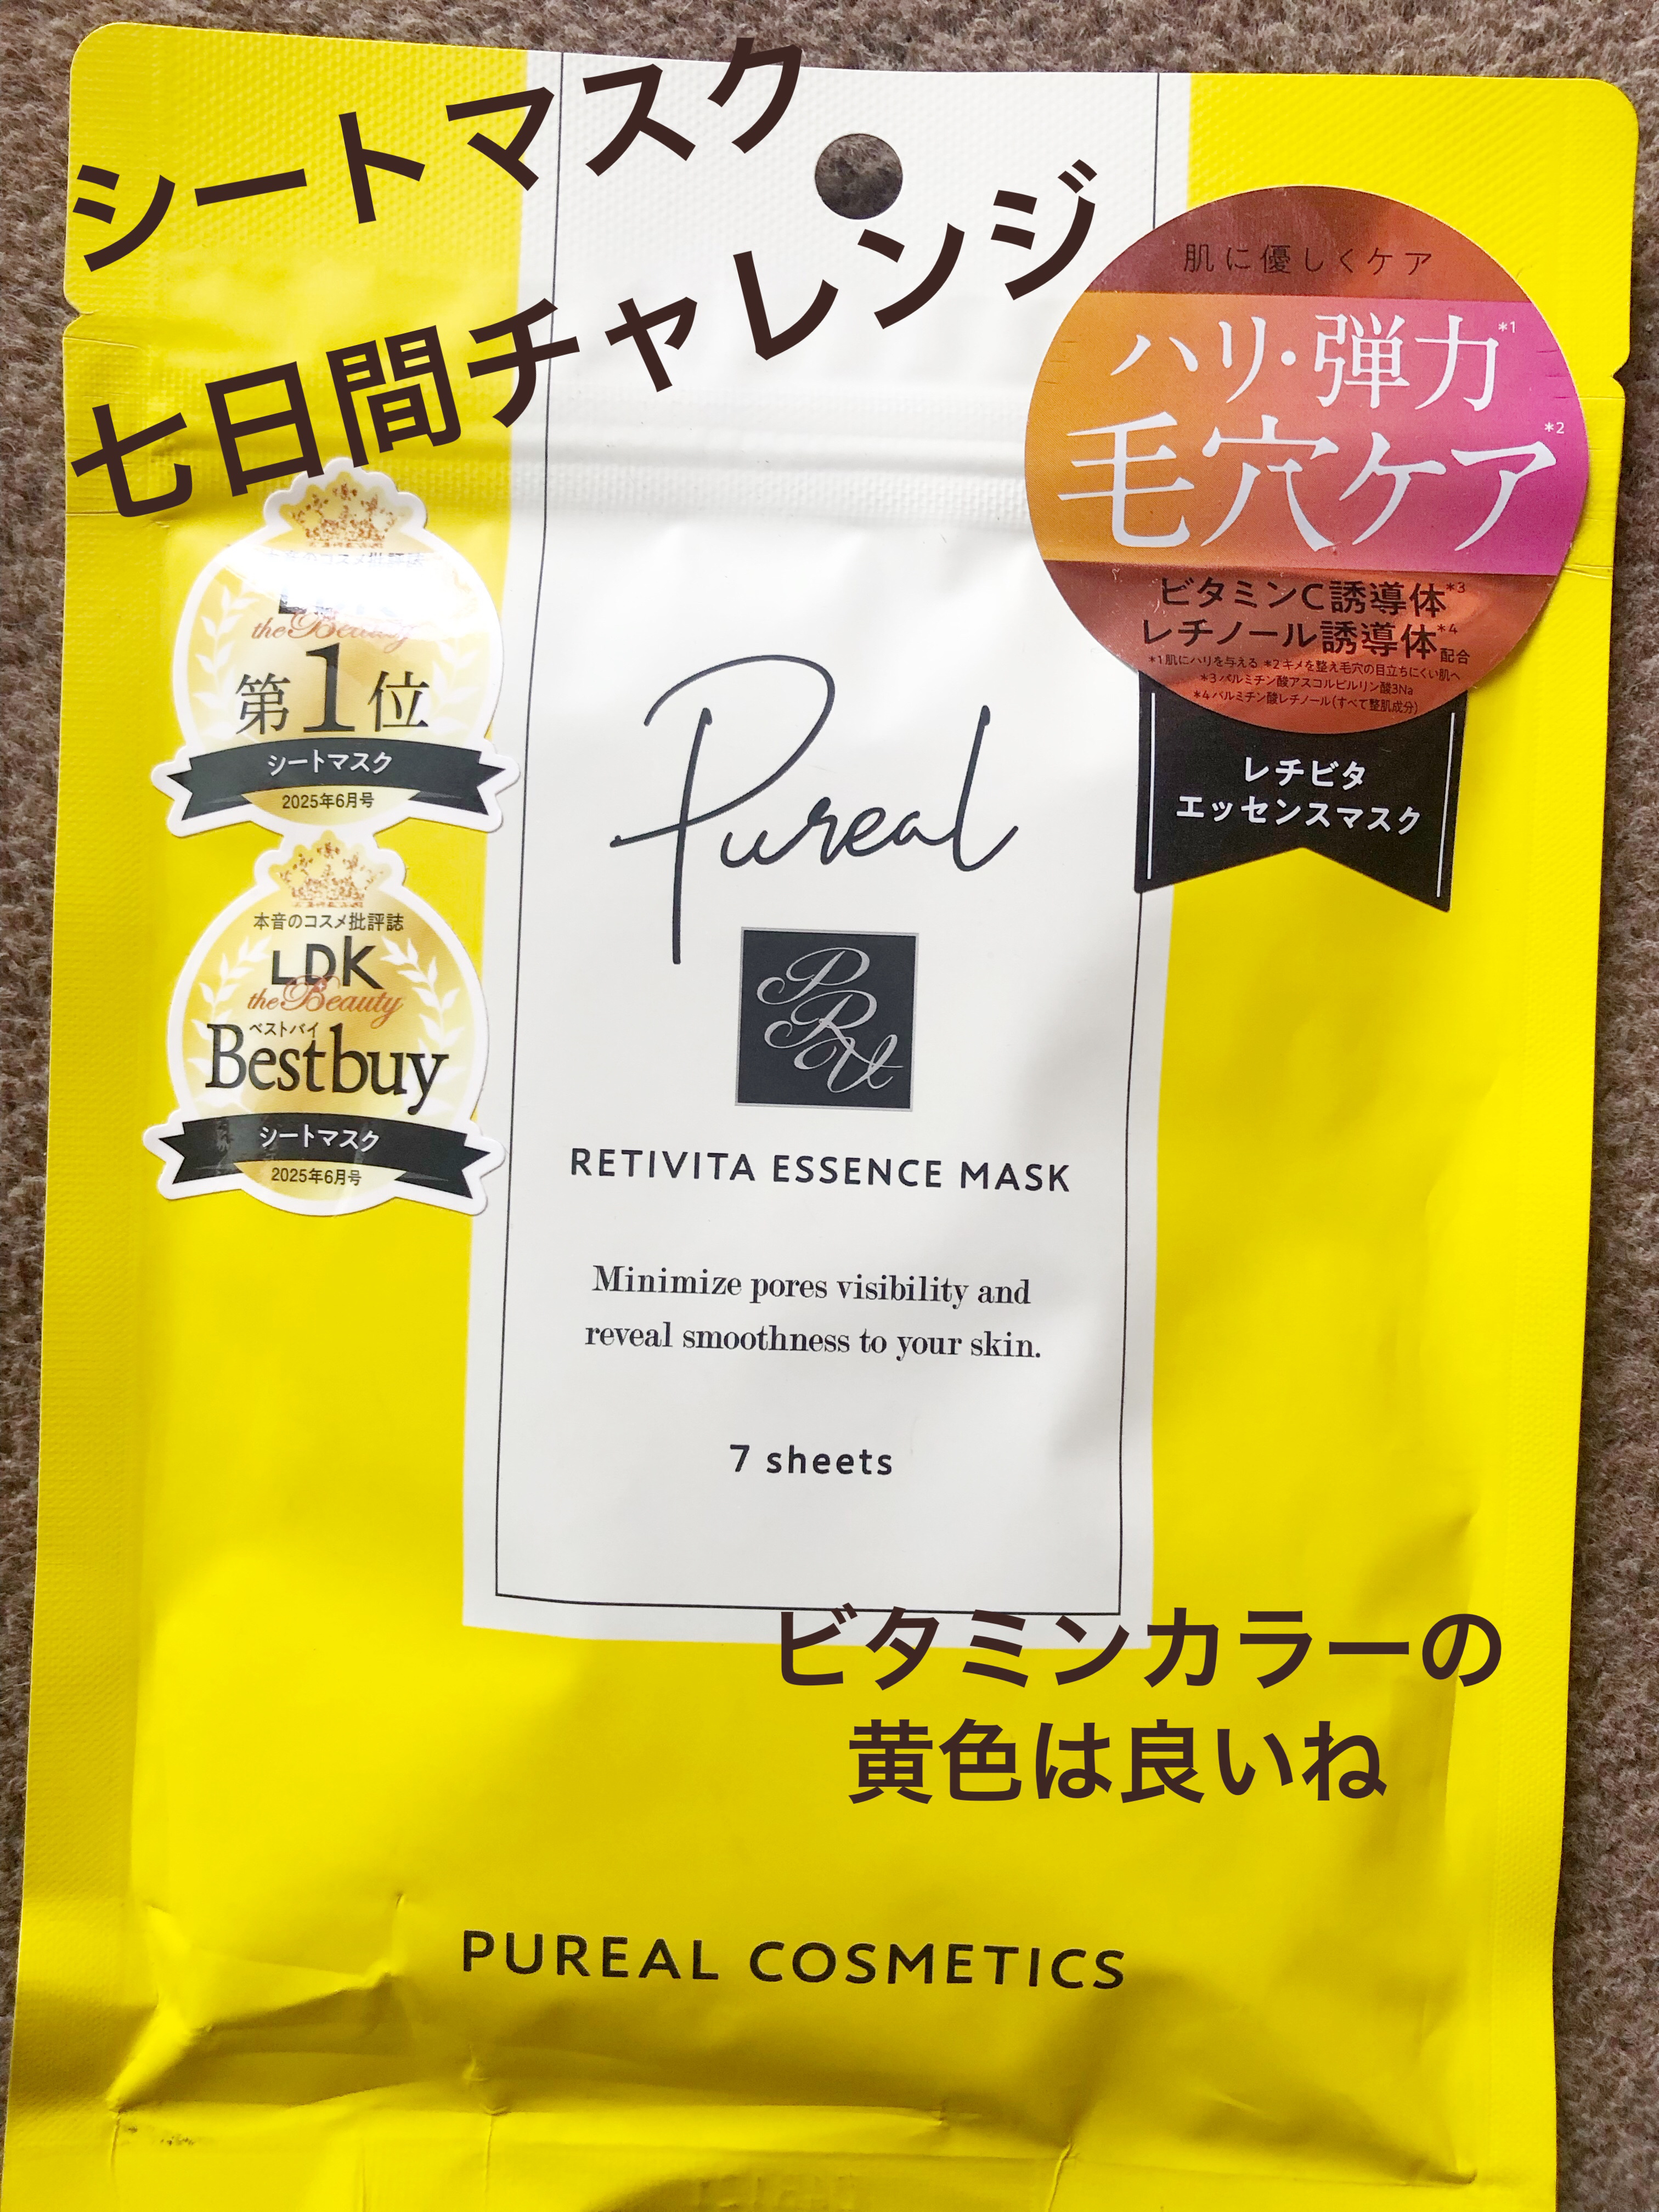 シートマスク
七日間チャレンジ
肌に優しくケア
ハリ・弾力*1
毛穴ケア*2
ビタミンC誘導体*3
レチノール誘導体*4配合
*1肌にハリを与える *2キメを整え毛穴の目立ちにくい肌へ
*3パルミチン酸アスコルビルリン酸3Na
*4パルミチン酸レチノール(すべて整肌成分)
レチビタ
エッセンスマスク
the Beauty
第1位
シートマスク
2025年6月号
本音のコスメ批評誌
LDK
the Beauty
ベストバイ
Bestbuy
シートマスク
2025年6月号
Pureal
PRU
RETIVITA ESSENCE MASK
Minimize pores visibility and
reveal smoothness to your skin.
7 sheets
ビタミンカラーの
黄色は良いね
PUREAL COSMETICS